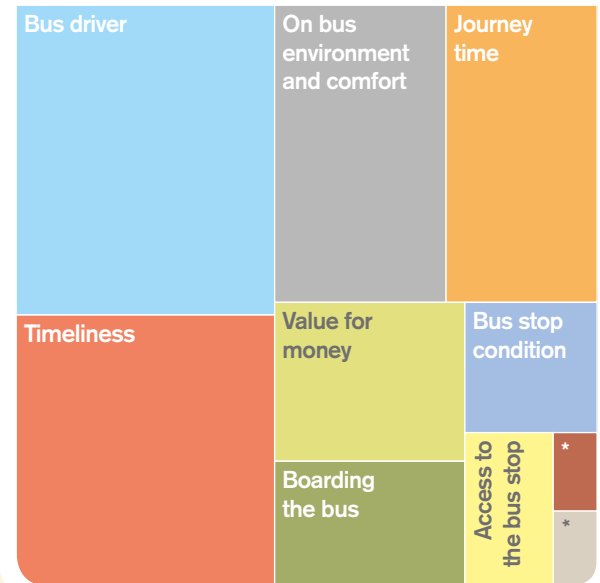 Bus driver
On bus
environment
and comfort
Journey
time
Timeliness
Value for
money
Bus stop
condition
Boarding
the bus
Access to
the bus stop
*
*